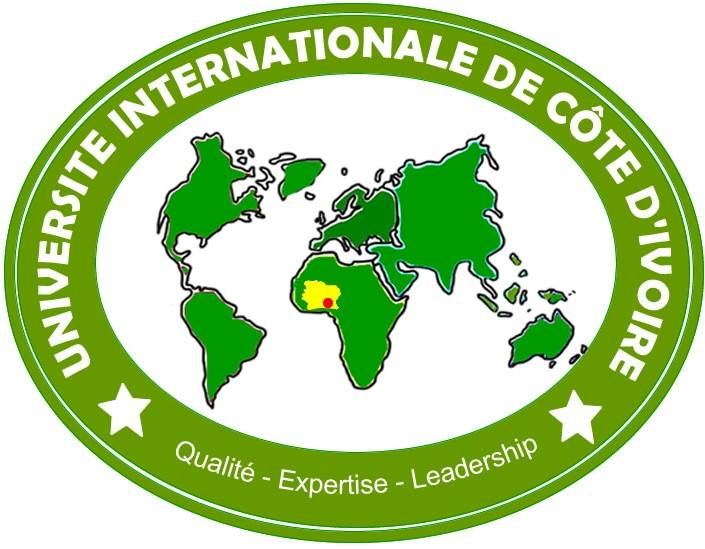 UNIVERSITE INTERNATIONALE DE CÔTE D'IVOIRE
Qualité - Expertise - Leadership